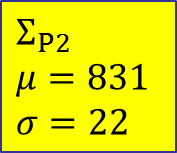 Σ_P2
μ = 831
σ = 22